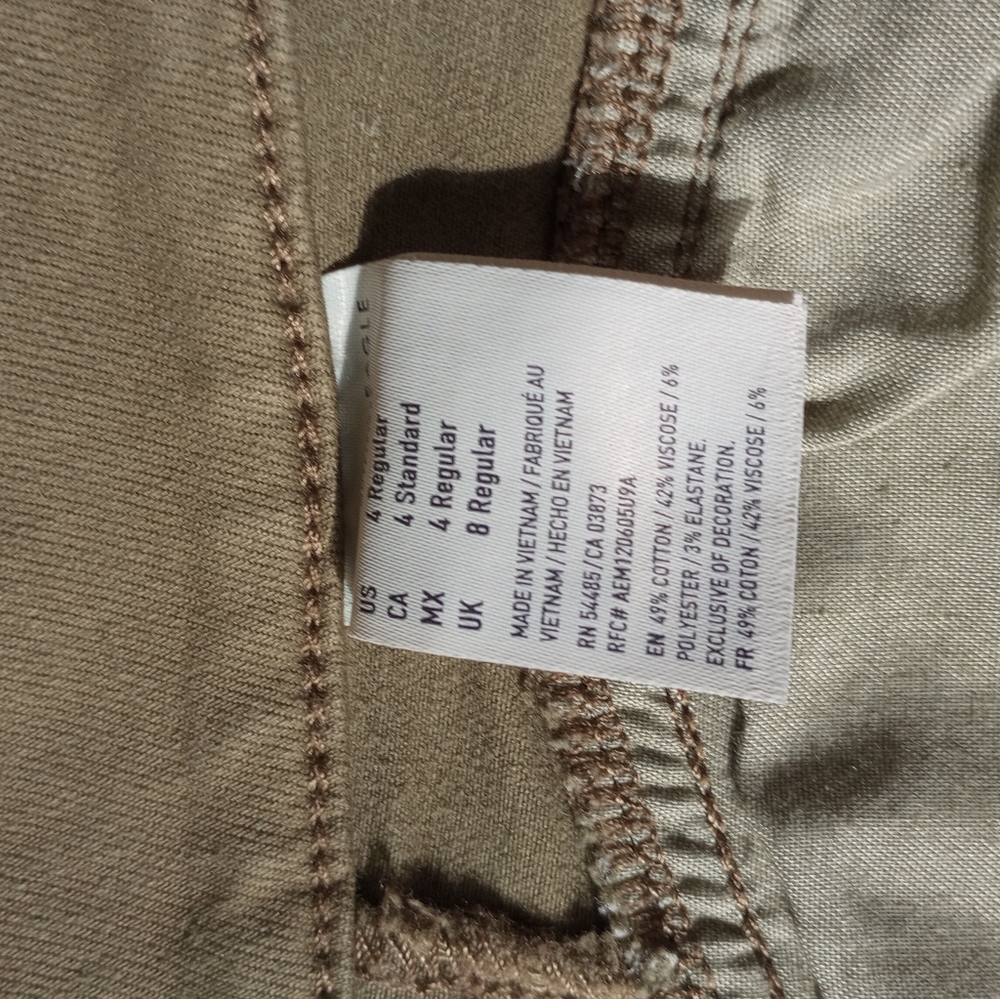 US 4 Regular
CA 4 Standard
MX 4 Regular
UK 8 Regular
MADE IN VIETNAM / FABRIQUÉ AU
VIETNAM / HECHO EN VIETNAM
RN 54485 / CA 03873
RFC# AEM120605U9A
EN 49% COTTON / 42% VISCOSE / 6%
POLYESTER / 3% ELASTANE.
EXCLUSIVE OF DECORATION.
FR 49% COTON / 42% VISCOSE / 6%